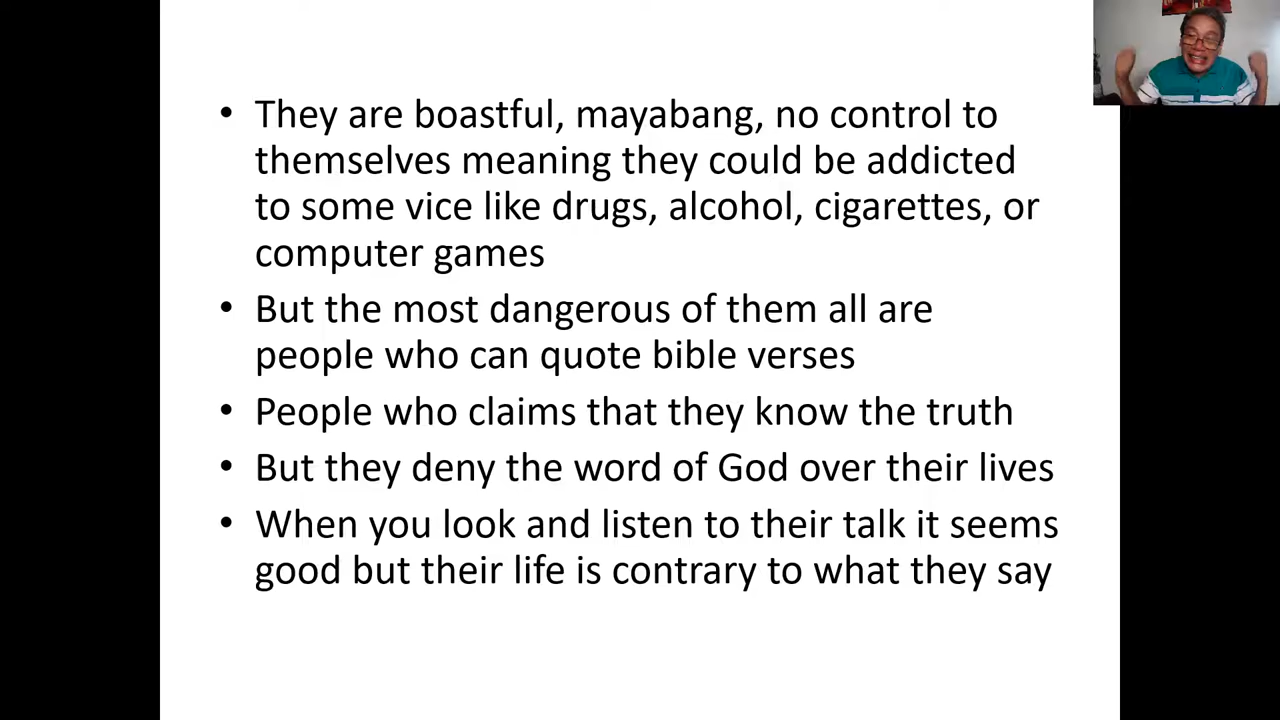 • They are boastful, mayabang, no control to
themselves meaning they could be addicted
to some vice like drugs, alcohol, cigarettes, or
computer games
• But the most dangerous of them all are
people who can quote bible verses
• People who claims that they know the truth
• But they deny the word of God over their lives
• When you look and listen to their talk it seems
good but their life is contrary to what they say